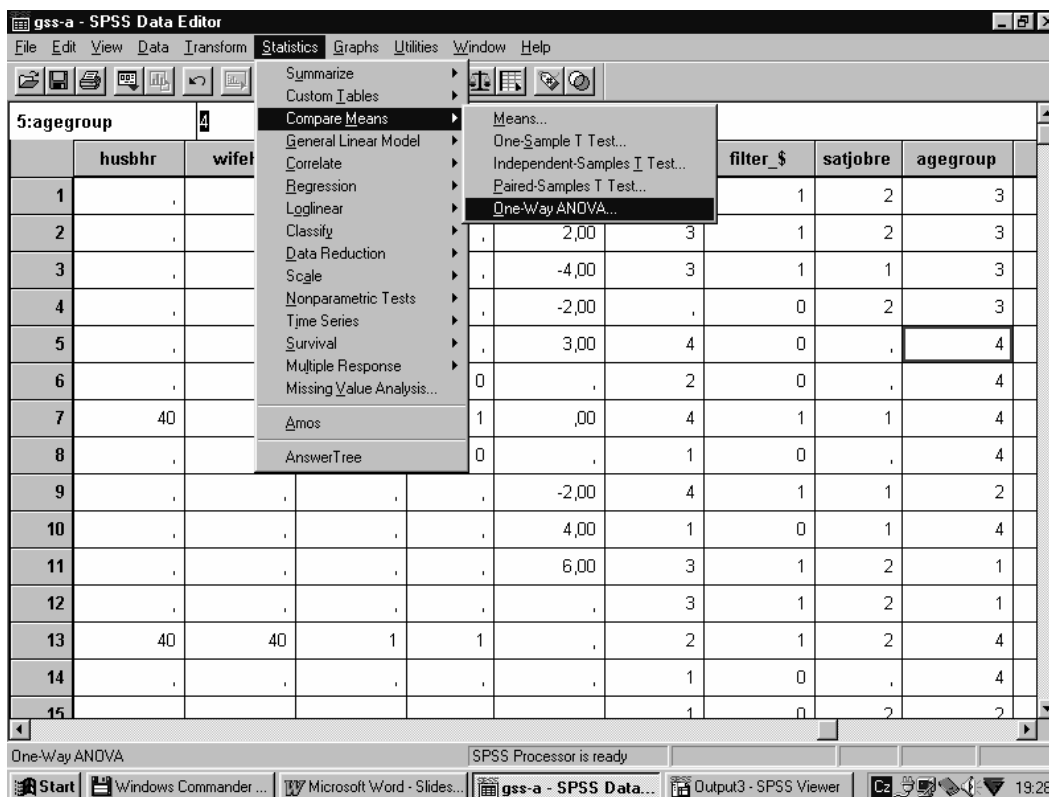 gss-a - SPSS Data Editor
File Edit View Data Transform Statistics Graphs Utilities Window Help
5:agegroup 4
Summarize
Custom Tables
Compare Means
General Linear Model
Correlate
Regression
Loglinear
Classify
Data Reduction
Scale
Nonparametric Tests
Time Series
Survival
Multiple Response
Missing Value Analysis...
Amos
AnswerTree
Means...
One-Sample T Test...
Independent-Samples T Test...
Paired-Samples T Test...
One-Way ANOVA...
husbhr filter_$ satjobre agegroup
1 , 1 2 3
2 , , 2,00 3 1 2 3
3 , , -4,00 3 1 1 3
4 , , -2,00 , 0 2 3
5 , , 3,00 4 0 , 4
6 , 0 , 2 0 , 4
7 40 1 ,00 4 1 1 4
8 , 0 , 1 0 , 4
9 , , , , -2,00 4 1 1 2
10 , , , , 4,00 1 0 1 4
11 , , , , 6,00 3 1 2 1
12 , , , , , 3 1 2 1
13 40 40 1 1 , 2 1 2 4
14 , , , , , 1 0 , 4
15 1 0 2 2
One-Way ANOVA SPSS Processor is ready
Start Windows Commander ... Microsoft Word - Slides... gss-a - SPSS Data... Output3 - SPSS Viewer Cz 19:28